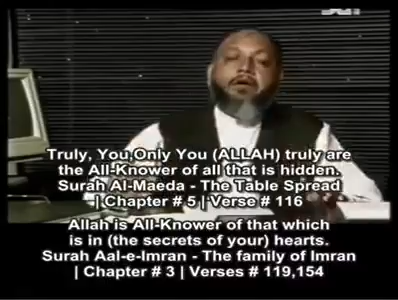 Truly, You,Only You (ALLAH) truly are
the All-Knower of all that is hidden.
Surah Al-Maeda - The Table Spread
| Chapter # 5 | Verse # 116
Allah is All-Knower of that which
is in (the secrets of your) hearts.
Surah Aal-e-Imran - The family of Imran
| Chapter # 3 | Verses # 119,154